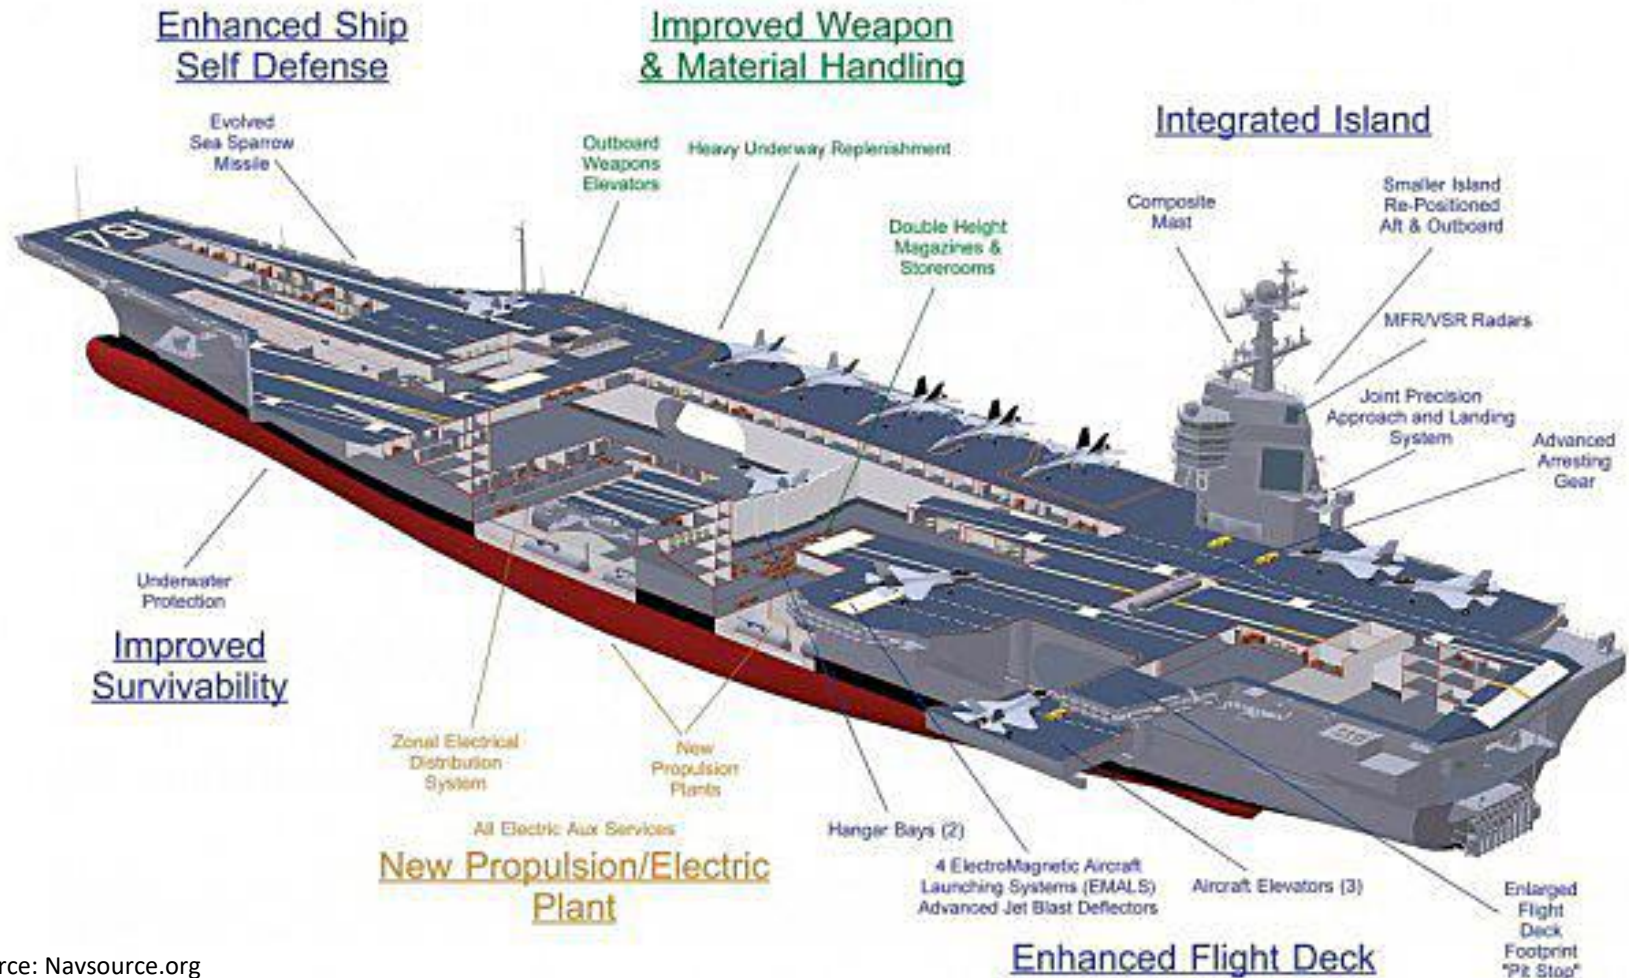 Enhanced Ship
Self Defense
Improved Weapon
& Material Handling
Integrated Island
Evolved
Sea Sparrow
Missile
Outboard
Weapons
Elevators
Heavy Underway Replenishment
Double Height
Magazines &
Storerooms
Composite
Mast
Smaller Island
Re-Positioned
Aft & Outboard
MFR/VSR Radars
Joint Precision
Approach and Landing
System
Advanced
Arresting
Gear
78
Underwater
Protection
Improved
Survivability
Zonal Electrical
Distribution
System
New
Propulsion
Plants
All Electric Aux Services
New Propulsion/Electric
Plant
Hangar Bays (2)
4 ElectroMagnetic Aircraft
Launching Systems (EMALS)
Advanced Jet Blast Deflectors
Aircraft Elevators (3)
Enlarged
Flight
Deck
Footprint
"Pit Stop"
Enhanced Flight Deck
rce: Navsource.org